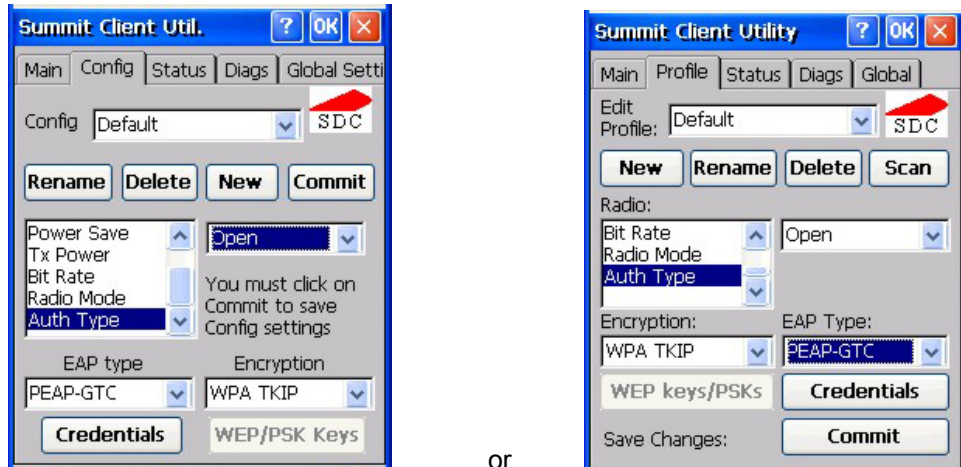 Summit Client Util. ? OK
Main Config Status Diags Global Setti
Config Default SDC
Rename Delete New Commit
Power Save
Tx Power
Bit Rate
Radio Mode
Auth Type
Open
You must click on
Commit to save
Config settings
EAP type Encryption
PEAP-GTC WPA TKIP
Credentials WEP/PSK Keys
or
Summit Client Utility ? OK
Main Profile Status Diags Global
Edit
Profile: Default SDC
New Rename Delete Scan
Radio:
Bit Rate
Radio Mode
Auth Type
Open
Encryption: EAP Type:
WPA TKIP PEAP-GTC
WEP keys/PSKs Credentials
Save Changes: Commit